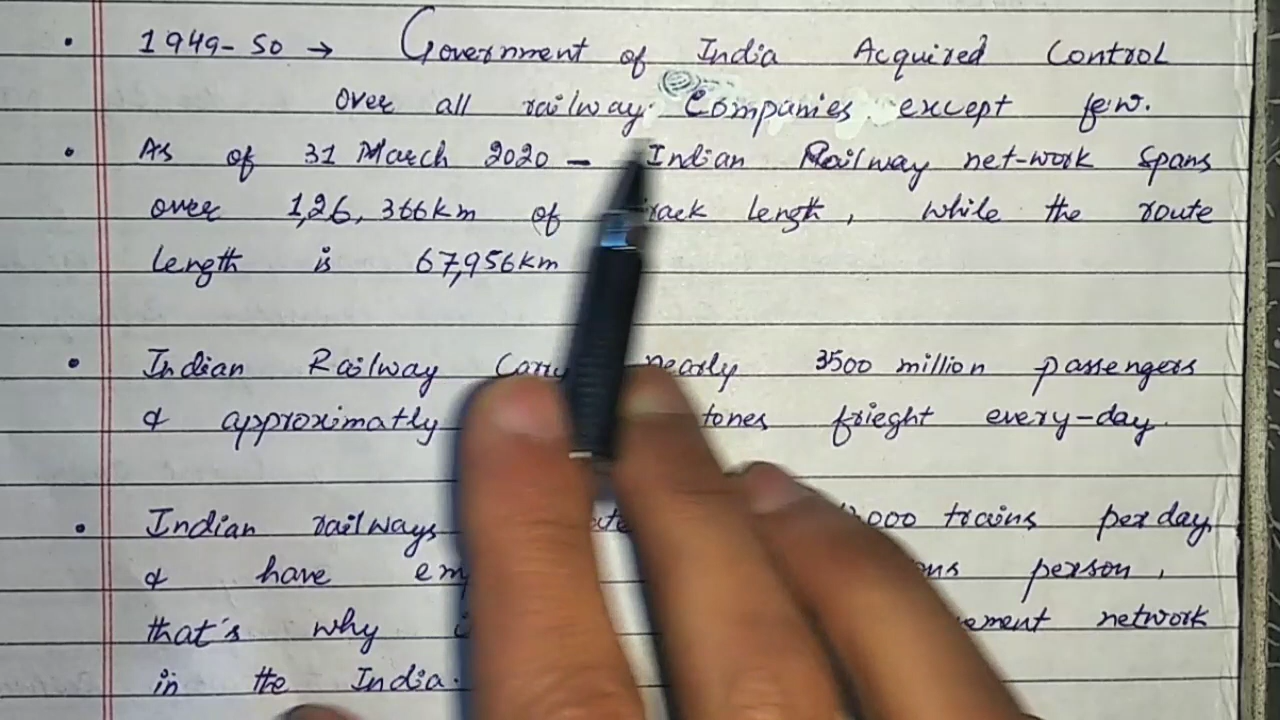 1949-50 → Government of India Acquired Control
over all railway Companies except few.
As of 31 March 2020 - Indian Railway net-work Spans
over 1,26,366km of track length, while the route
length is 67,956km
Indian Railway Carry nearly 3500 million passengers
& approximatly tones frieght every-day.
Indian railways 000 trains per day
& have person,
that's why network
in the India.